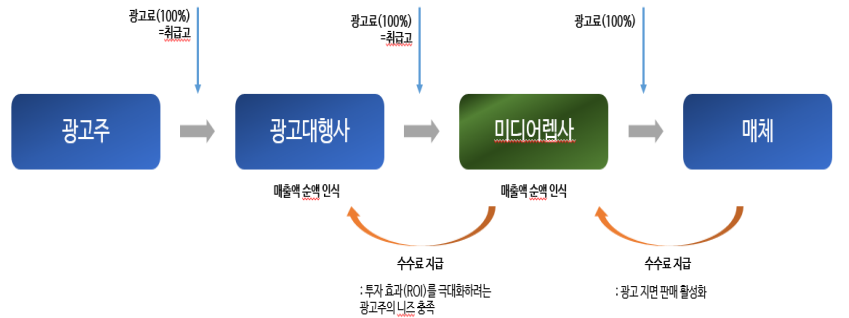 광고료(100%)
=취급고
광고료(100%)
=취급고
광고료(100%)
광고주
광고대행사
미디어렙사
매체
매출액 순액 인식
매출액 순액 인식
수수료 지급
: 투자 효과(ROI)를 극대화하려는
광고주의 니즈 충족
수수료 지급
: 광고 지면 판매 활성화